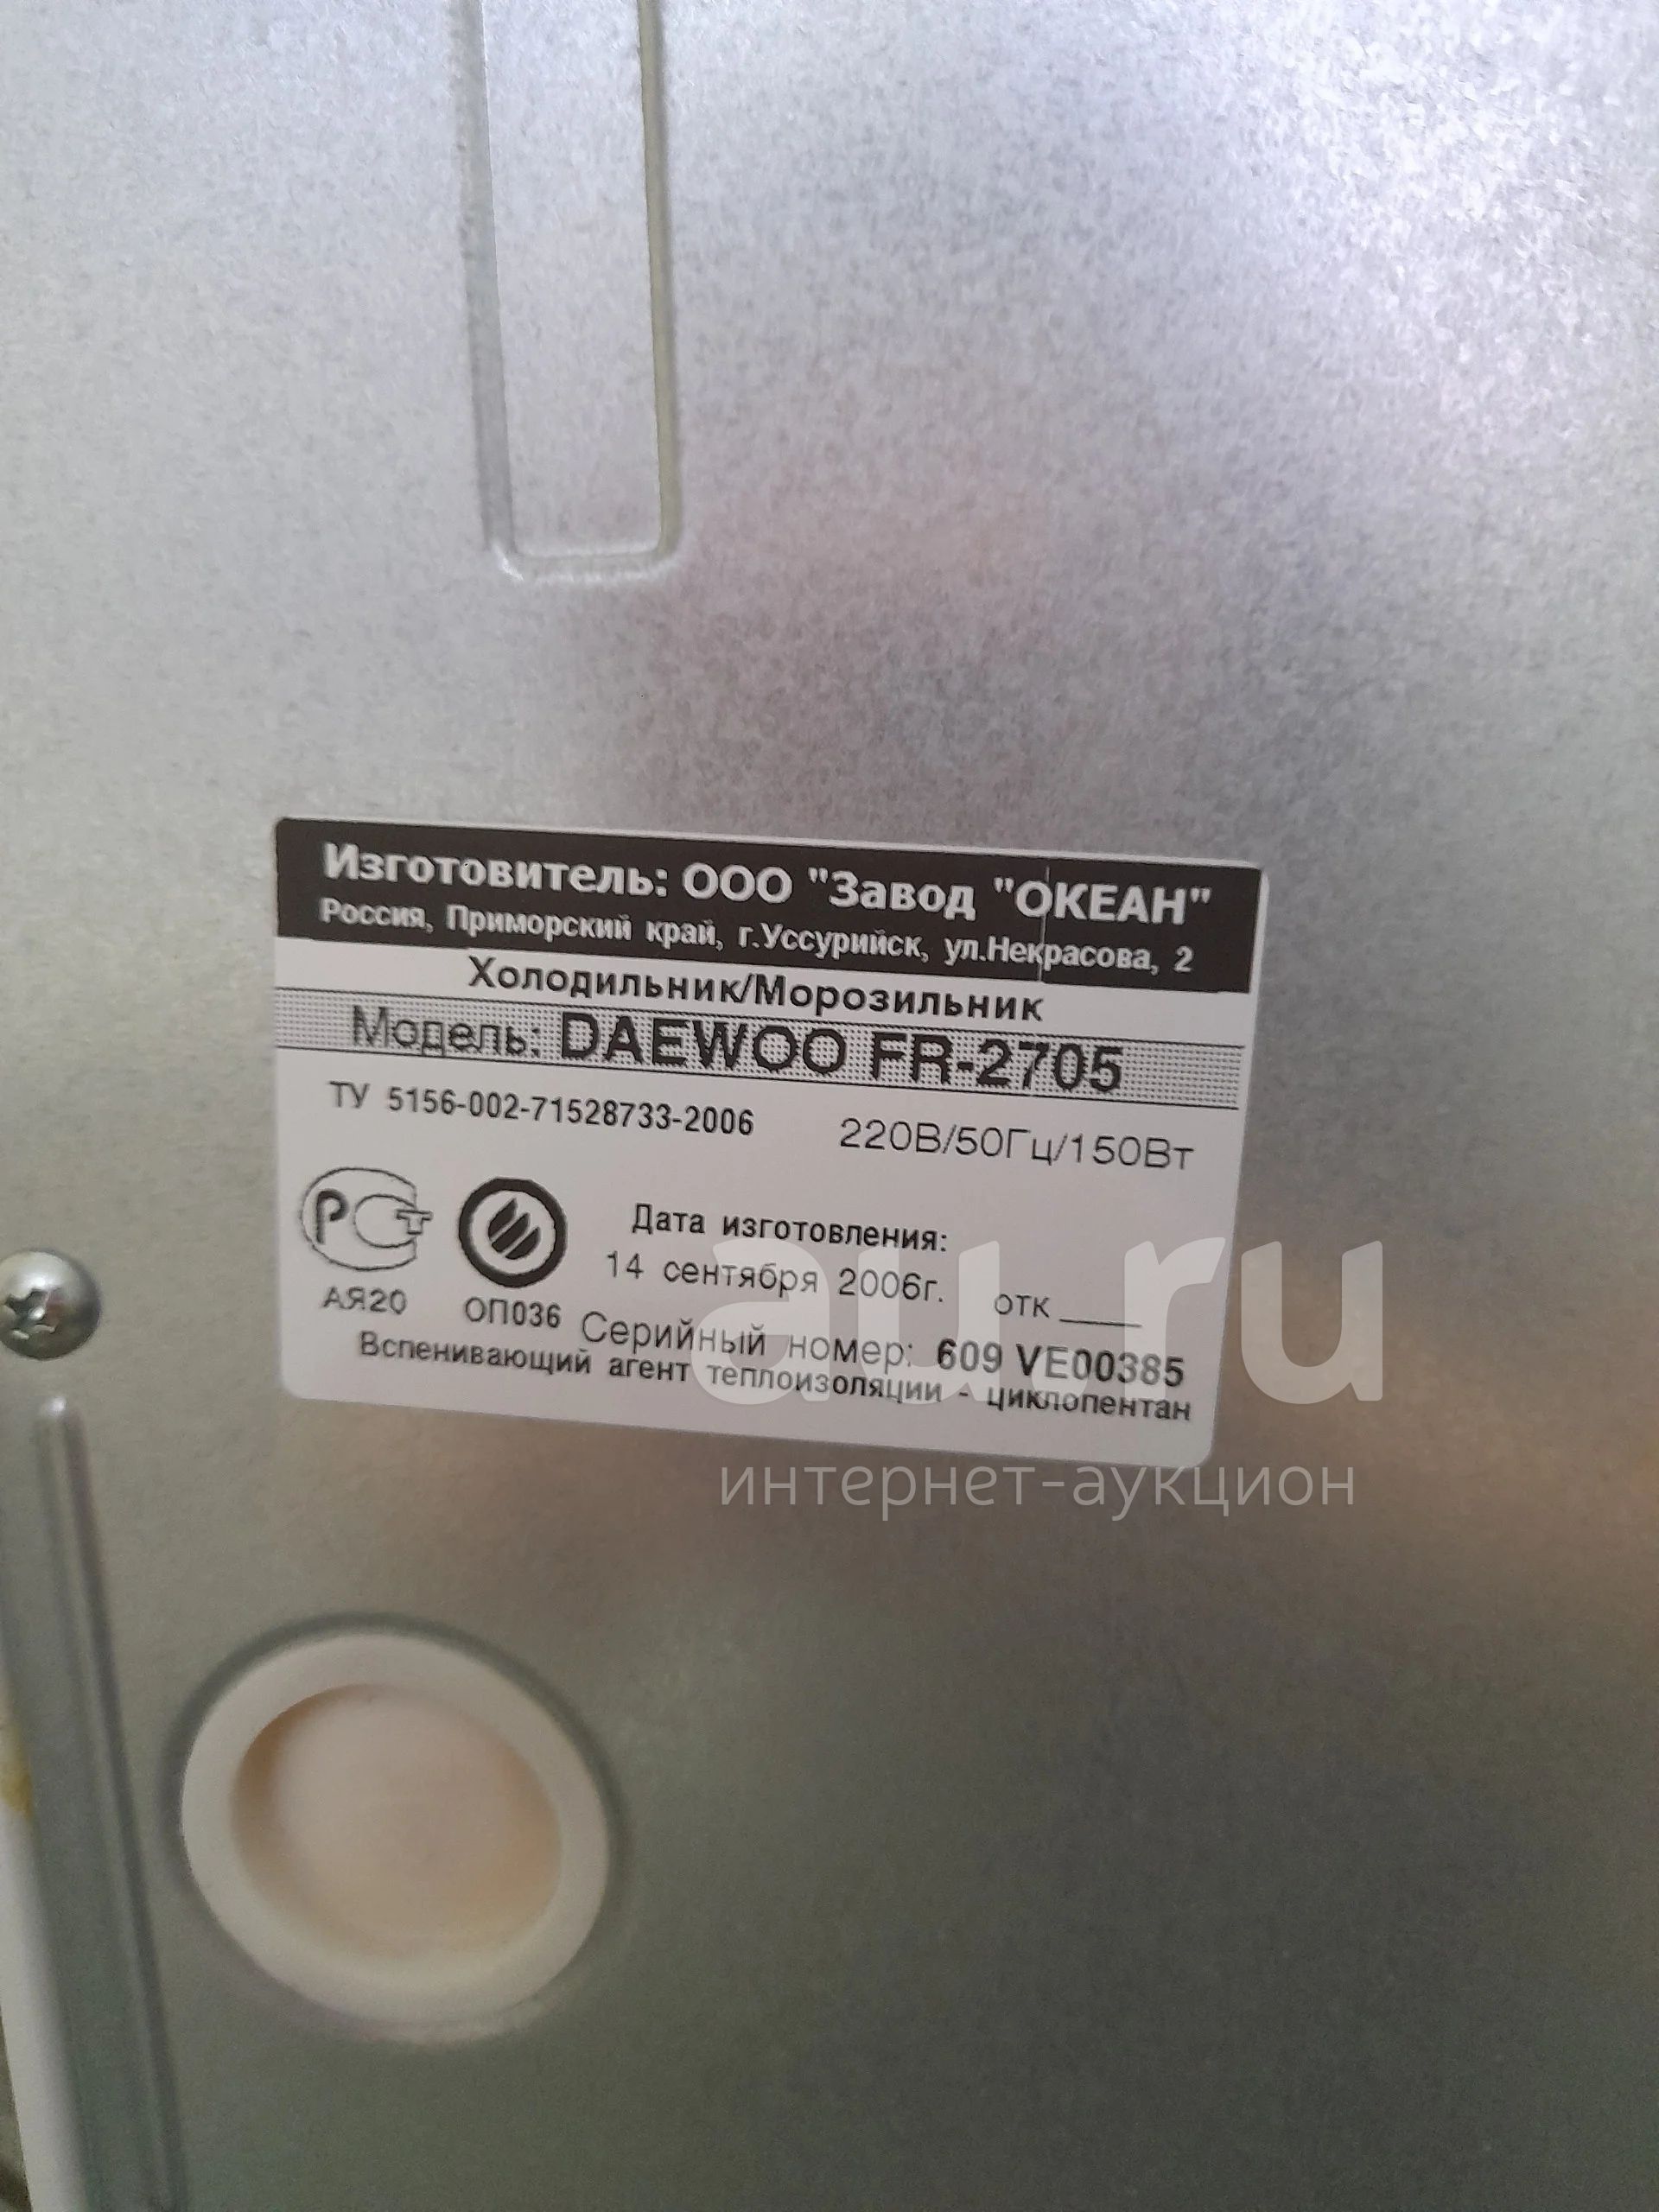 Изготовитель: ООО "Завод "ОКЕАН"
Россия, Приморский край, г.Уссурийск, ул.Некрасова, 2
Холодильник/Морозильник
Модель: DAEWOO FR-2705
ТУ 5156-002-71528733-2006 220В/50Гц/150Вт
РСТ
Дата изготовления:
14 сентября 2006г. отк ____
АЯ20 ОП036 Серийный номер: 609 VE00385
Вспенивающий агент теплоизоляции - циклопентан
au.ru
интернет-аукцион